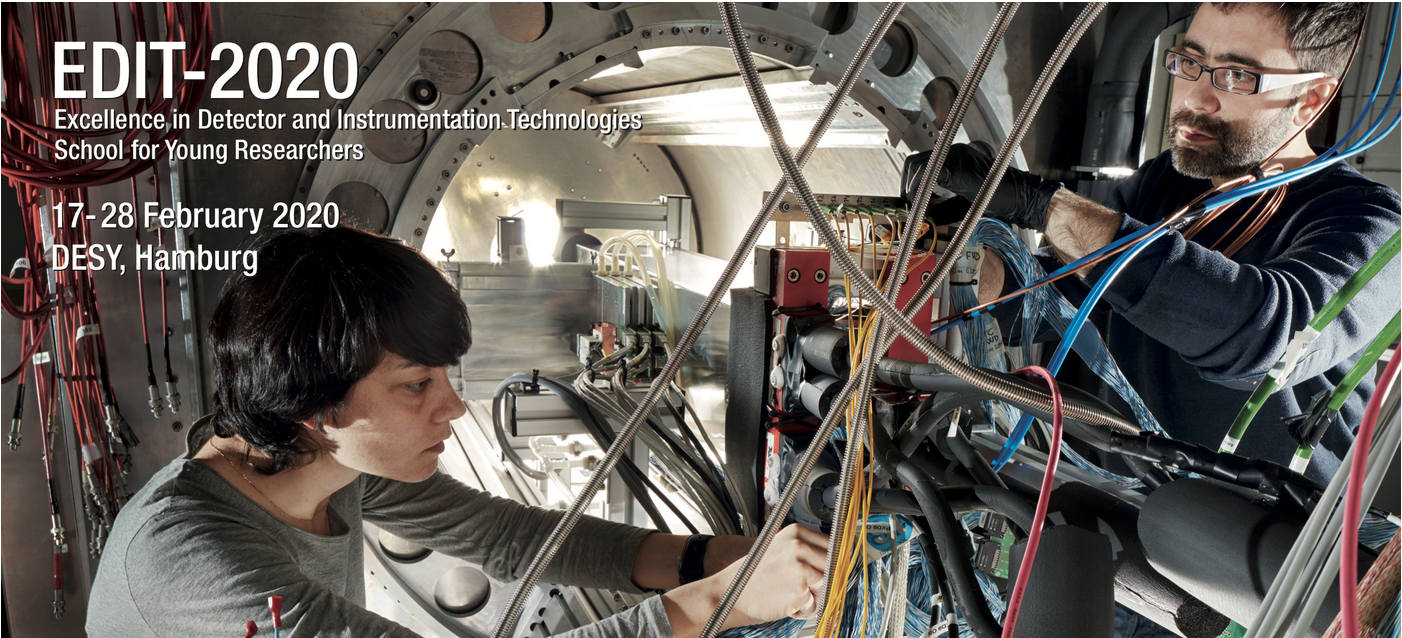 EDIT-2020
Excellence in Detector and Instrumentation Technologies
School for Young Researchers
17-28 February 2020
DESY, Hamburg